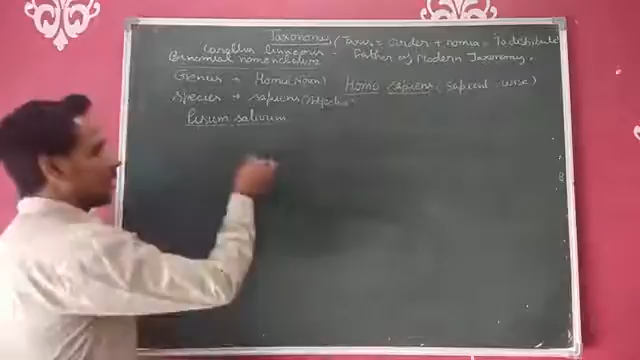 Taxonomy (Taxis = order + nomia = To distribute
Carolus linnaeus - Father of Modern Taxonomy.
Binomial nomenclature
Genus → Homo (Noun) Homo sapiens (sapient - wise)
Species → sapiens (Adjective
Pisum sativum